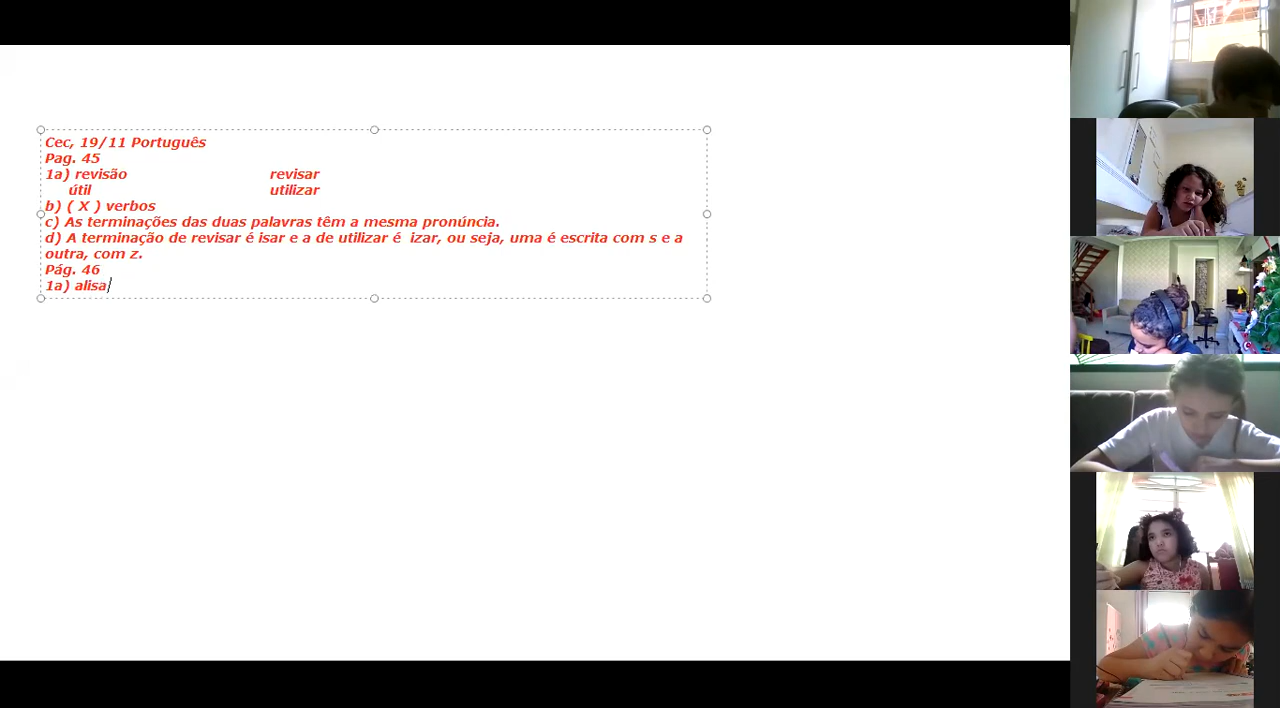 Cec, 19/11 Português
Pag. 45
1a) revisão revisar
útil utilizar
b) ( X ) verbos
c) As terminações das duas palavras têm a mesma pronúncia.
d) A terminação de revisar é isar e a de utilizar é izar, ou seja, uma é escrita com s e a
outra, com z.
Pág. 46
1a) alisa